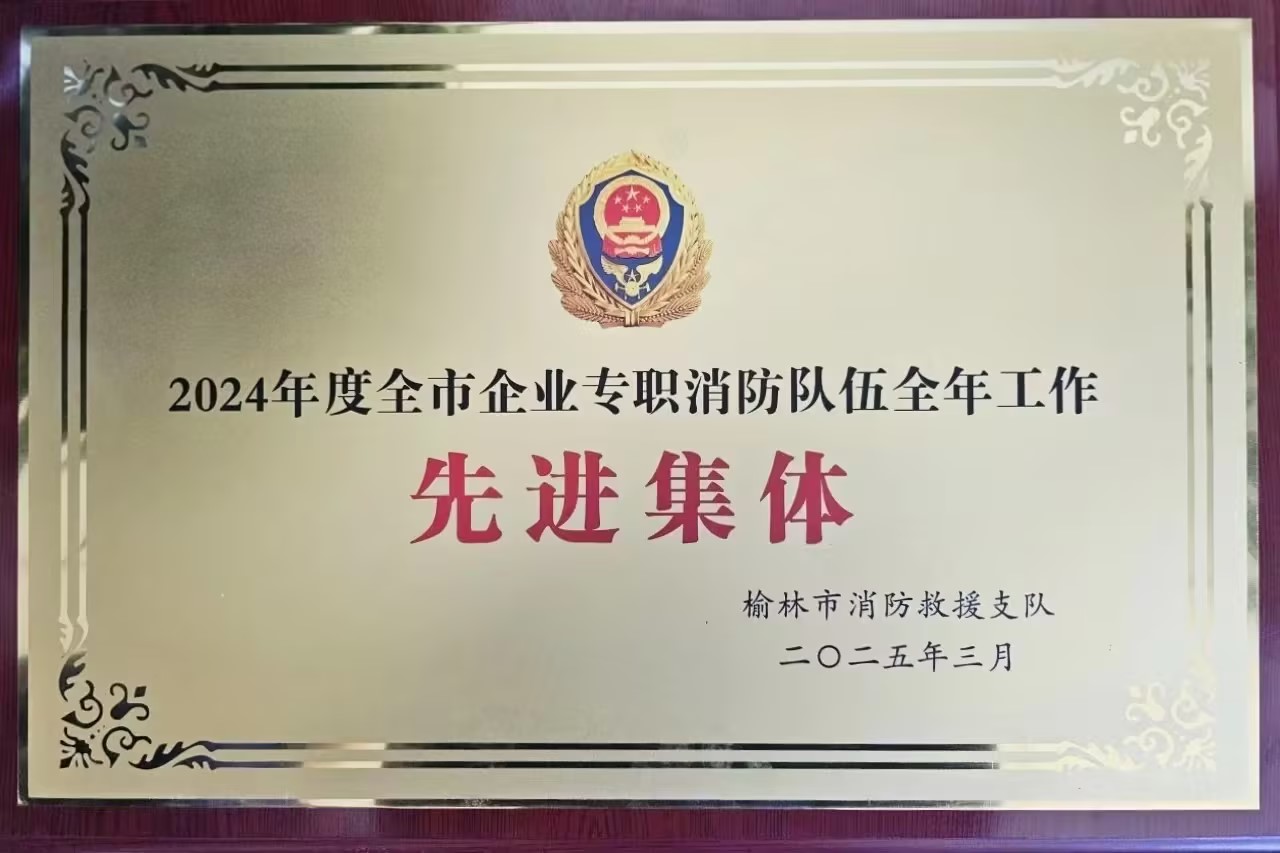 2024年度全市企业专职消防队伍全年工作
先进集体
榆林市消防救援支队
二〇二五年三月